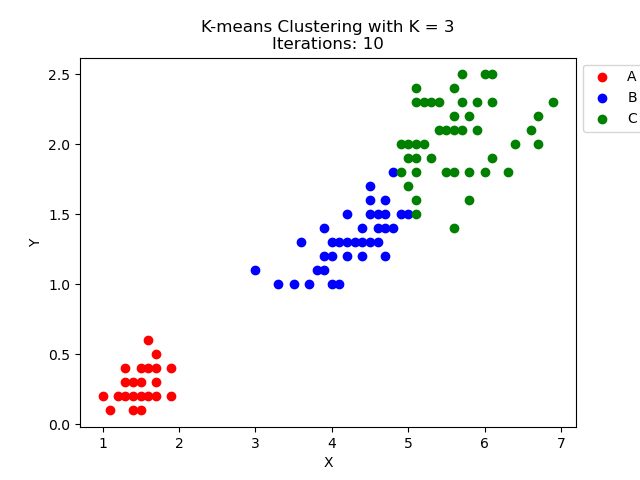 K-means Clustering with K = 3
Iterations: 10
A
B
C
2.5
2.0
1.5
1.0
0.5
0.0
Y
1 2 3 4 5 6 7
X